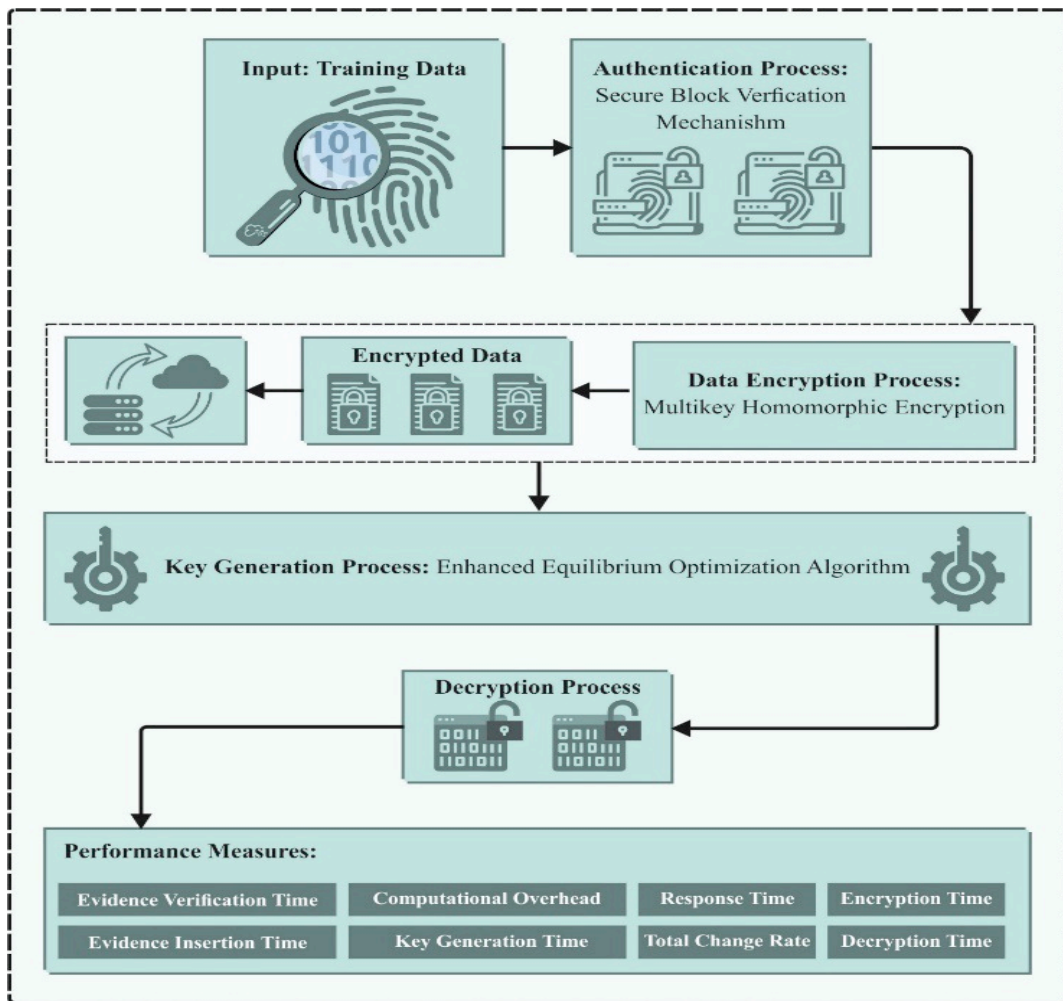 Input: Training Data
101
1110
Authentication Process:
Secure Block Verfication
Mechanishm
Encrypted Data
Data Encryption Process:
Multikey Homomorphic Encryption
Key Generation Process: Enhanced Equilibrium Optimization Algorithm
Decryption Process
Performance Measures:
Evidence Verification Time
Computational Overhead
Response Time
Encryption Time
Evidence Insertion Time
Key Generation Time
Total Change Rate
Decryption Time